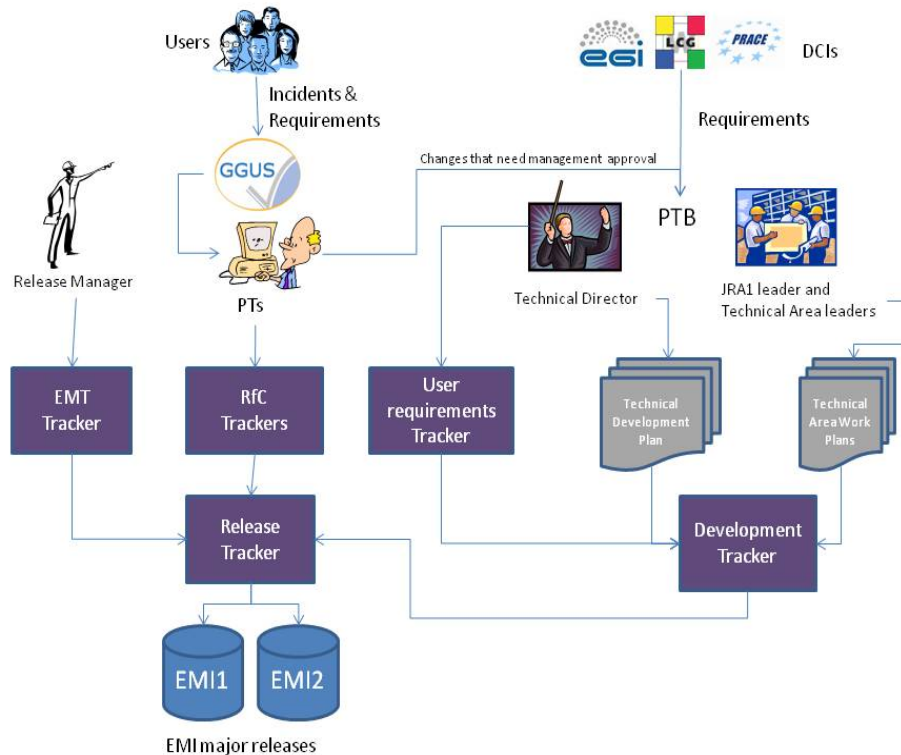 Users
EGI
LCG
PRACE
DCIs
Incidents &
Requirements
Requirements
GGUS
Changes that need management approval
PTB
Release Manager
PTs
Technical Director
JRA1 leader and
Technical Area leaders
EMT
Tracker
RfC
Trackers
User
requirements
Tracker
Technical
Development
Plan
Technical
Area Work
Plans
Release
Tracker
Development
Tracker
EMI1
EMI2
EMI major releases